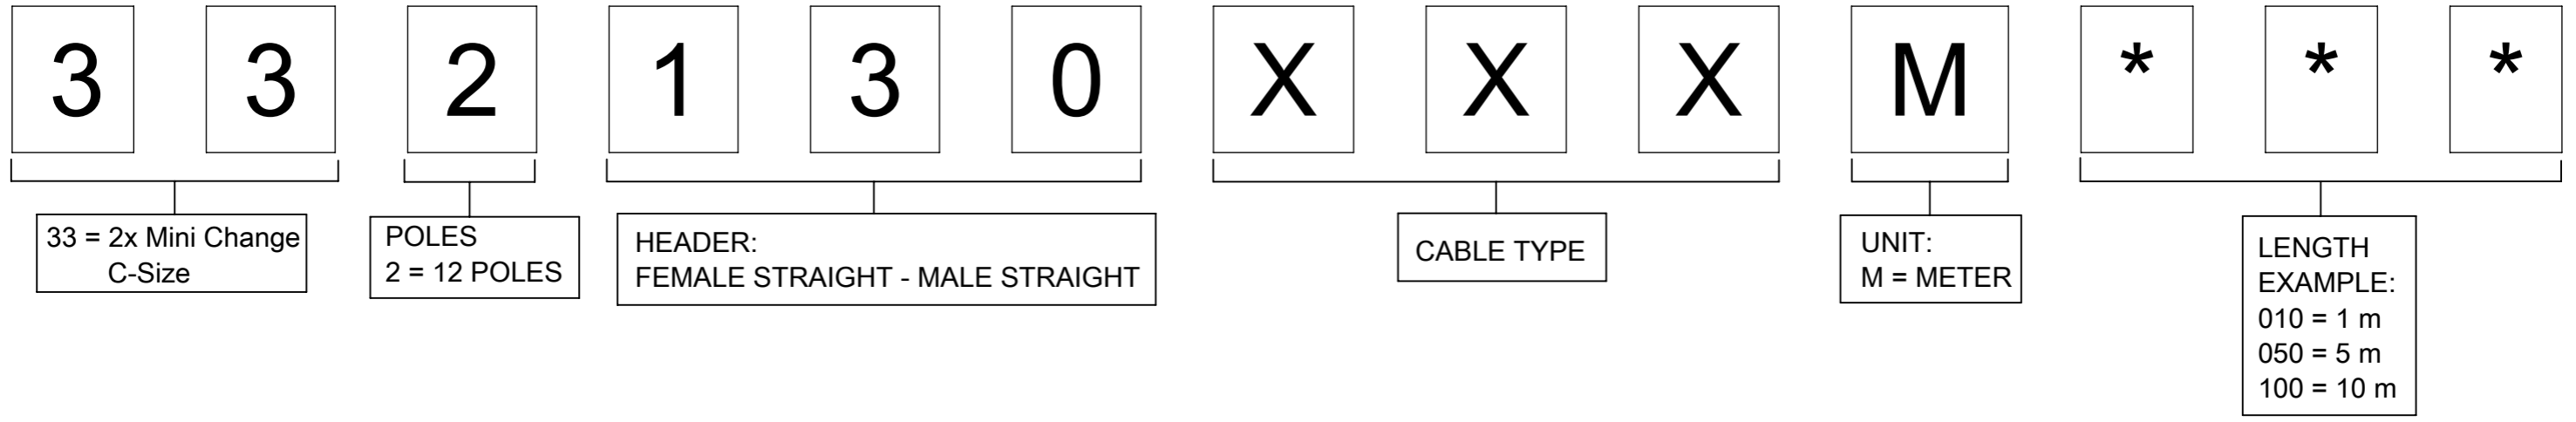 3 3 2 1 3 0 X X X M * * *
33 = 2x Mini Change
C-Size
POLES
2 = 12 POLES
HEADER:
FEMALE STRAIGHT - MALE STRAIGHT
CABLE TYPE
UNIT:
M = METER
LENGTH
EXAMPLE:
010 = 1 m
050 = 5 m
100 = 10 m